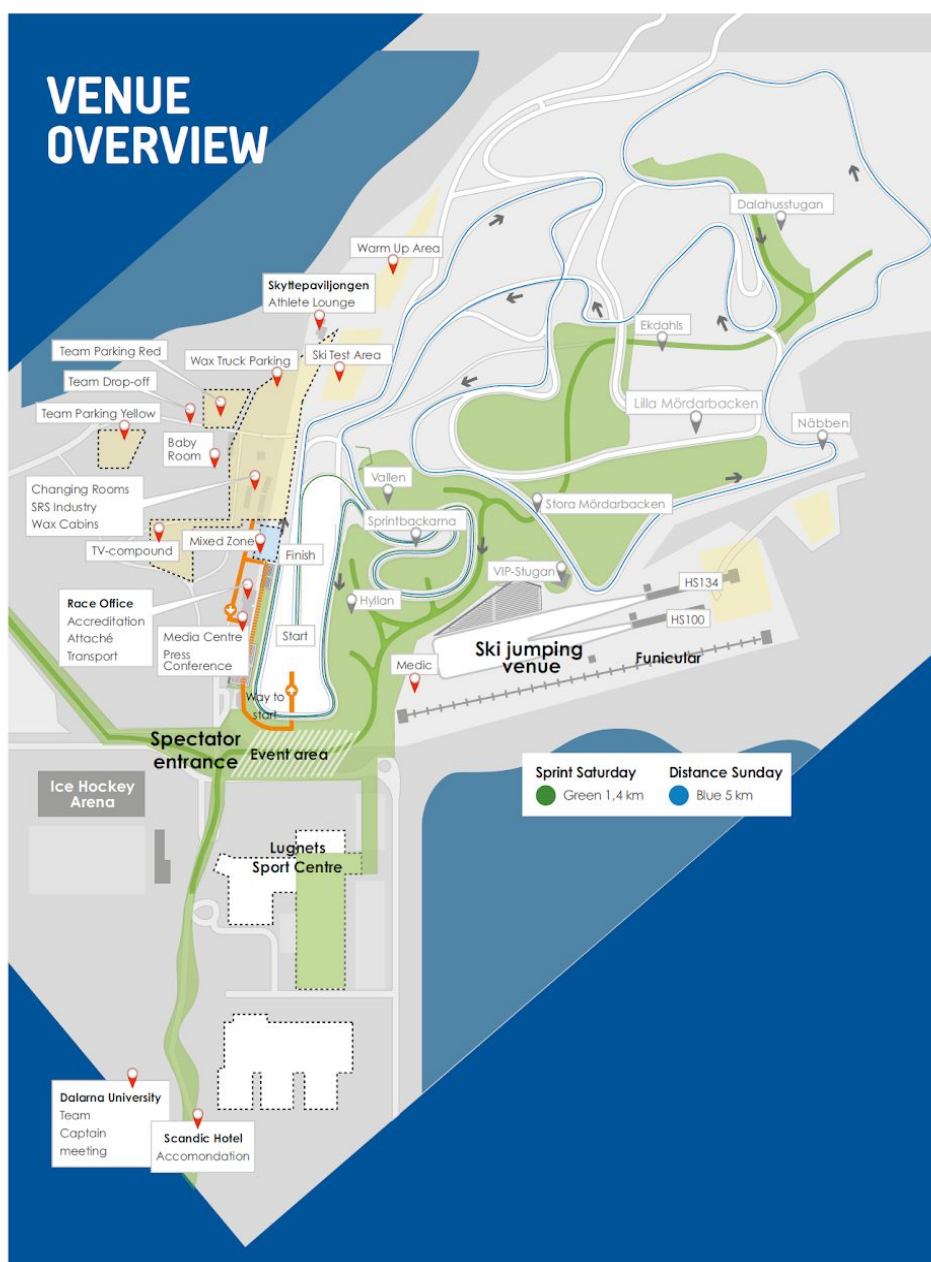 VENUE
OVERVIEW
Dalahusstugan
Warm Up Area
Skyttepaviljongen
Athlete Lounge
Ekdahls
Team Parking Red
Wax Truck Parking
Ski Test Area
Team Drop-off
Team Parking Yellow
Lilla Mördarbacken
Näbben
Baby
Room
Vallen
Changing Rooms
SRS Industry
Wax Cabins
Stora Mördarbacken
Sprintbackarna
TV-compound
Mixed Zone
Finish
VIP-Stugan
HS134
Hyllan
HS100
Race Office
Accreditation
Attaché
Transport
Media Centre
Press
Conference
Start
Ski jumping
venue
Funicular
Medic
Way to
start
Spectator
entrance
Event area
Sprint Saturday
Green 1,4 km
Distance Sunday
Blue 5 km
Ice Hockey
Arena
Lugnets
Sport Centre
Dalarna University
Team
Captain
meeting
Scandic Hotel
Accomondation